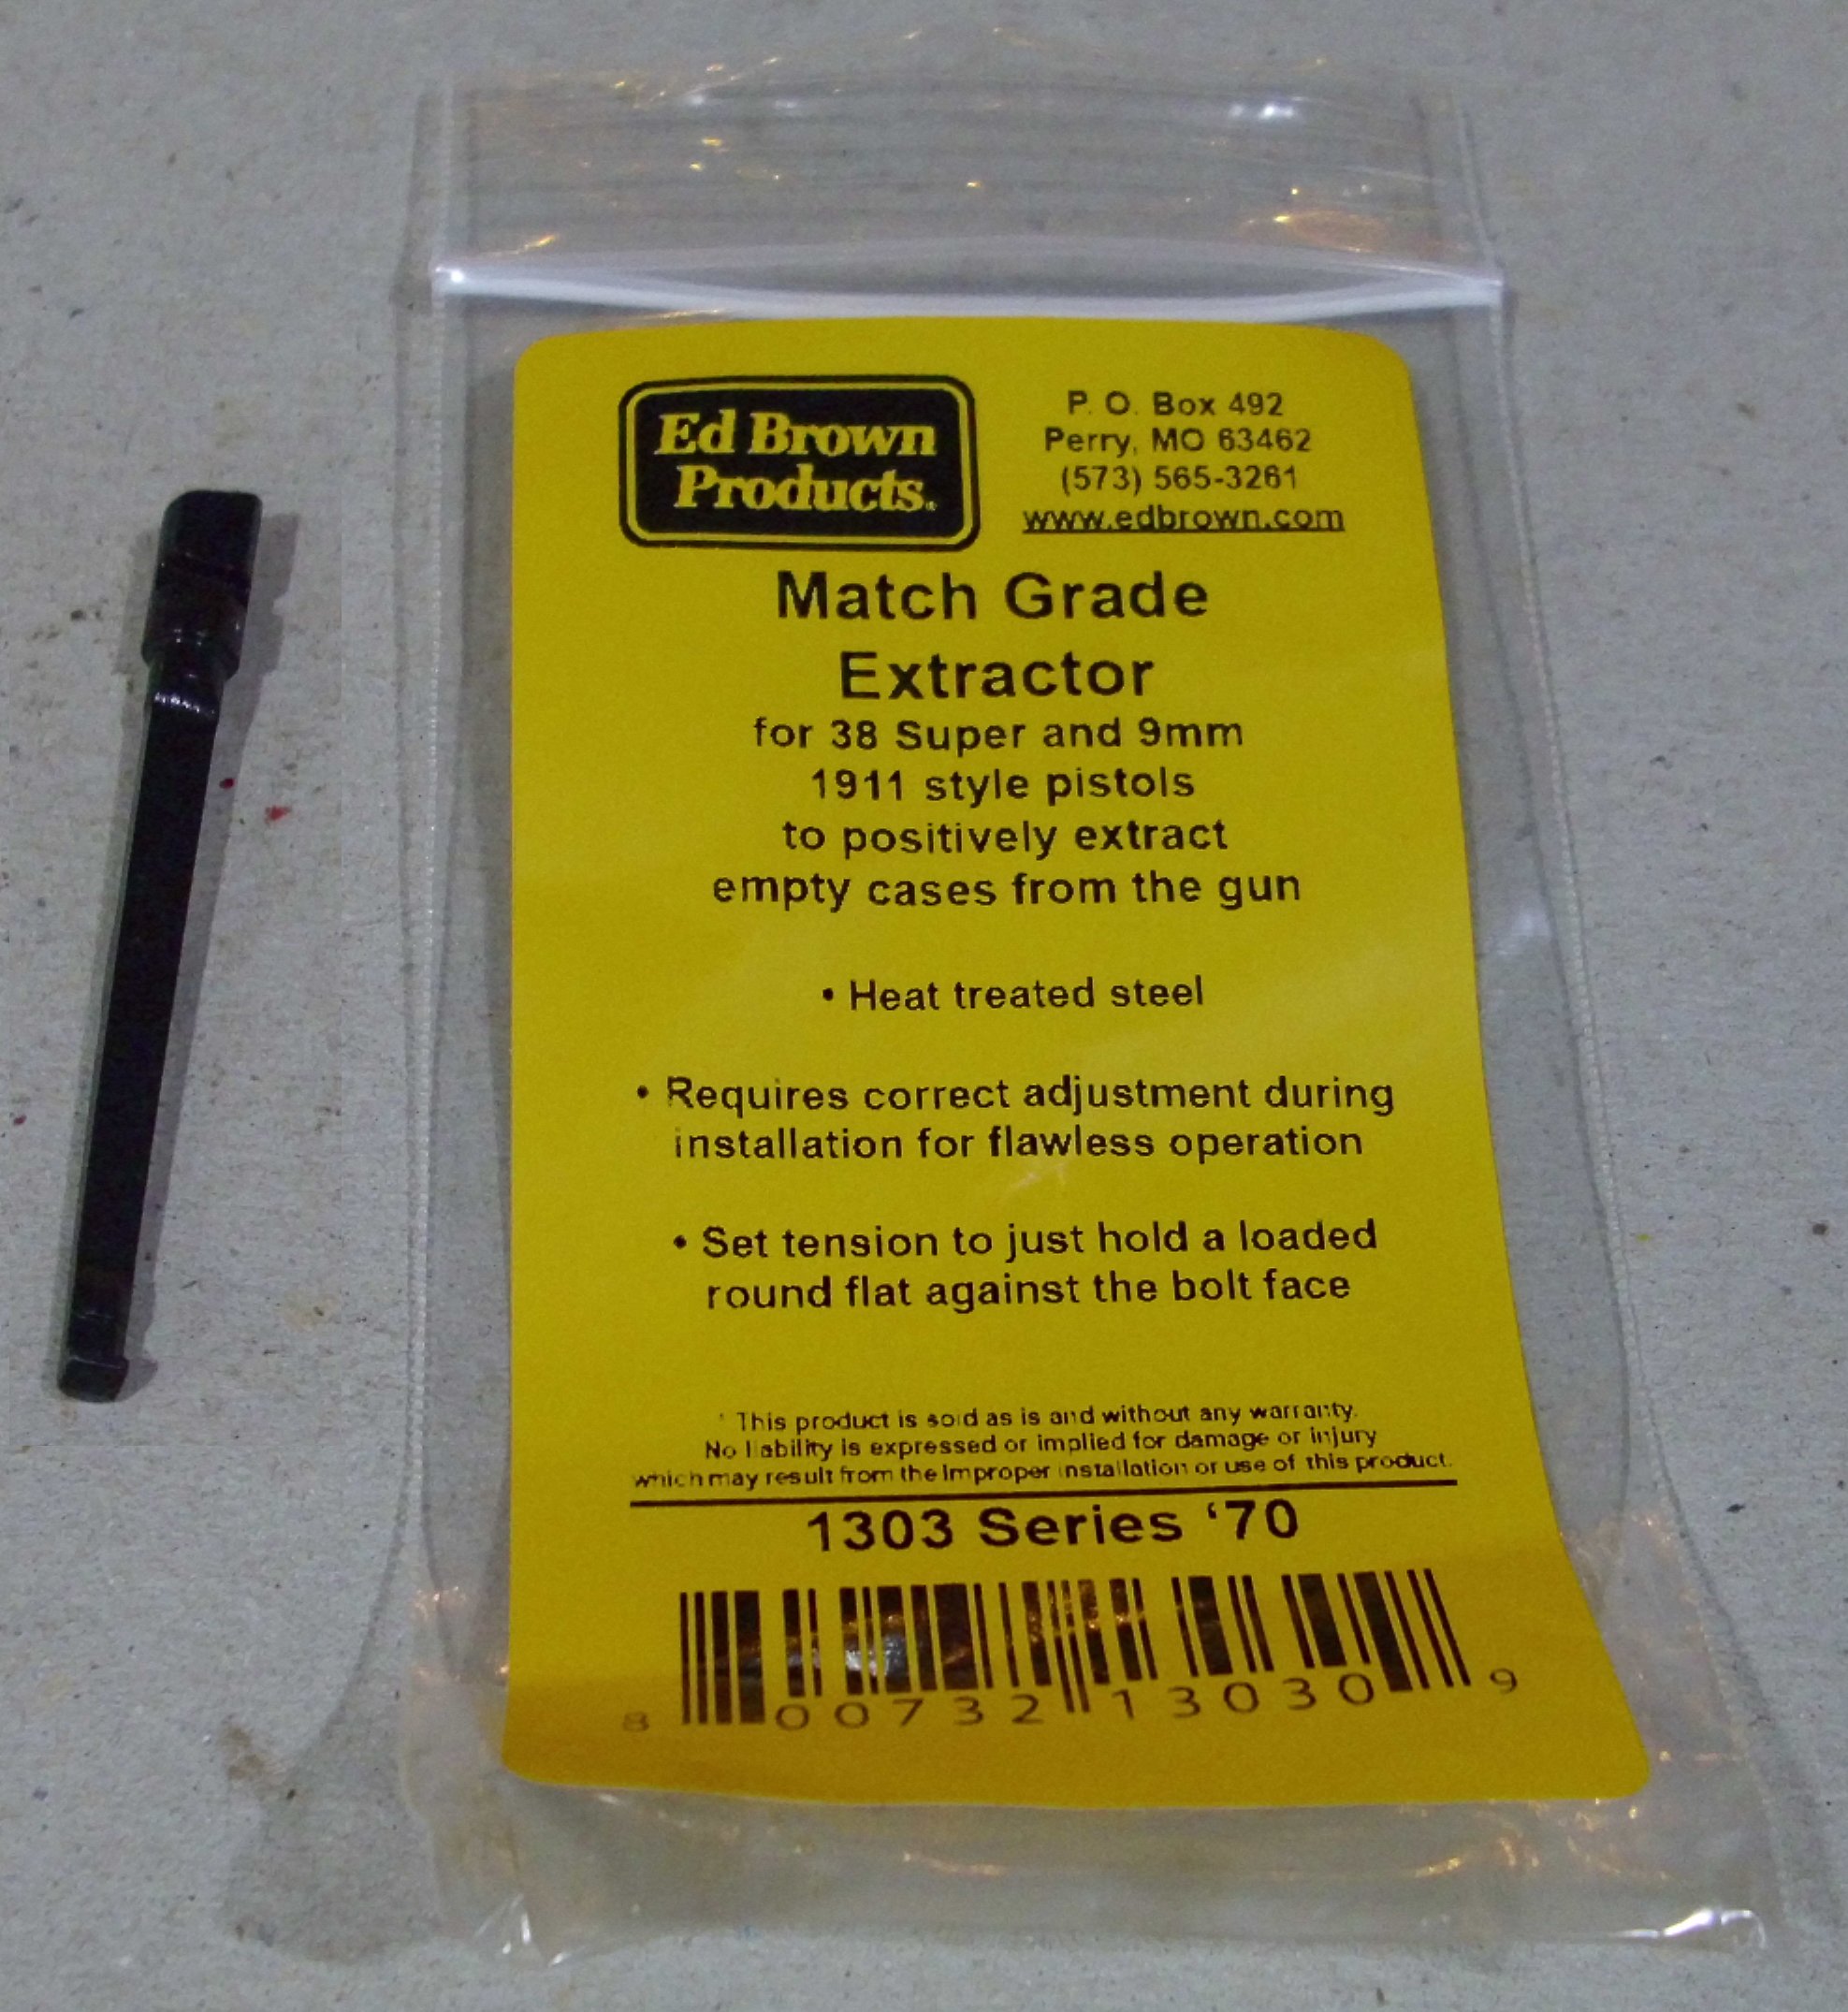 Ed Brown
Products®
P. O. Box 492
Perry, MO 63462
(573) 565-3261
www.edbrown.com
Match Grade
Extractor
for 38 Super and 9mm
1911 style pistols
to positively extract
empty cases from the gun
• Heat treated steel
• Requires correct adjustment during
installation for flawless operation
• Set tension to just hold a loaded
round flat against the bolt face
* This product is sold as is and without any warranty.
No liability is expressed or implied for damage or injury
which may result from the improper installation or use of this product.
1303 Series ‘70
8 00732 13030 9